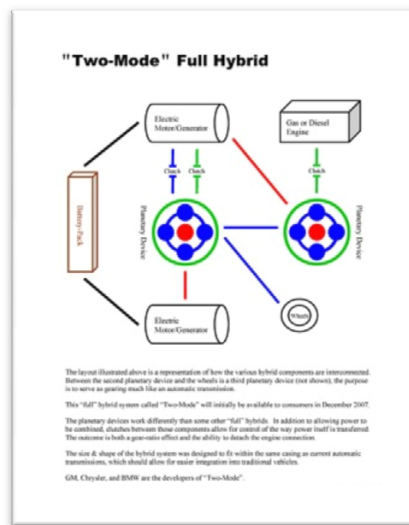 "Two-Mode" Full Hybrid
Electric
Motor/Generator
Gas or Diesel
Engine
Clutch
Clutch
Clutch
Battery-Pack
Planetary Device
Planetary Device
Wheels
Electric
Motor/Generator
The layout illustrated above is a representation of how the various hybrid components are interconnected.
Between the second planetary device and the wheels is a third planetary device (not shown); the purpose
is to serve as gearing much like an automatic transmission.
This "full" hybrid system called "Two-Mode" will initially be available to consumers in December 2007.
The planetary devices work differently than some other "full" hybrids. In addition to allowing power to
be combined, clutches between those components allow for control of the way power itself is transferred
The outcome is both a gear-ratio effect and the ability to detach the engine connection.
The size & shape of the hybrid system was designed to fit within the same casing as current automatic
transmissions, which should allow for easier integration into traditional vehicles.
GM, Chrysler, and BMW are the developers of "Two-Mode".